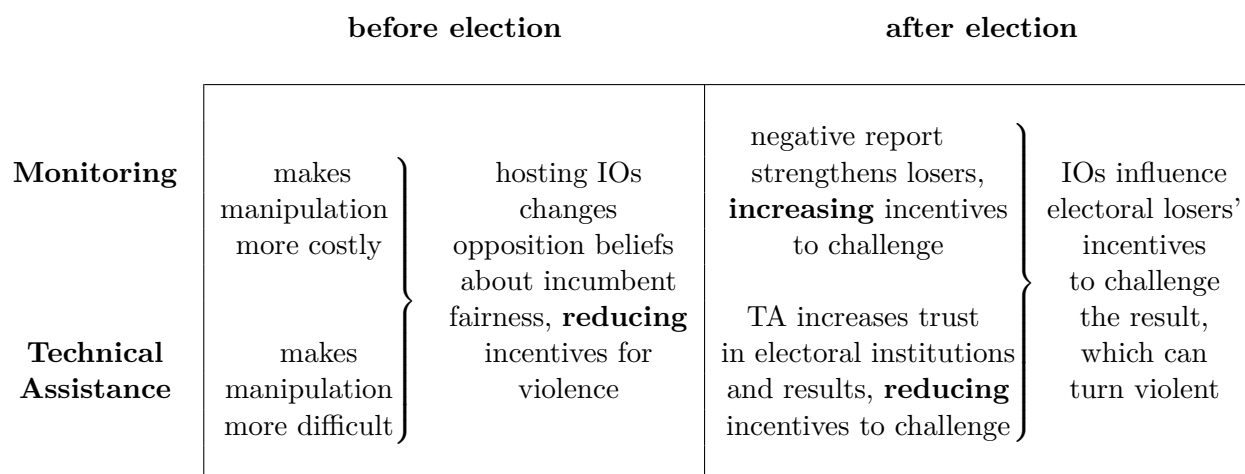 before election
after election
Monitoring
makes
manipulation
more costly
hosting IOs
changes
opposition beliefs
about incumbent
fairness, reducing
incentives for
violence
negative report
strengthens losers,
increasing incentives
to challenge
IOs influence
electoral losers'
incentives
to challenge
the result,
which can
turn violent
Technical
Assistance
makes
manipulation
more difficult
TA increases trust
in electoral institutions
and results, reducing
incentives to challenge